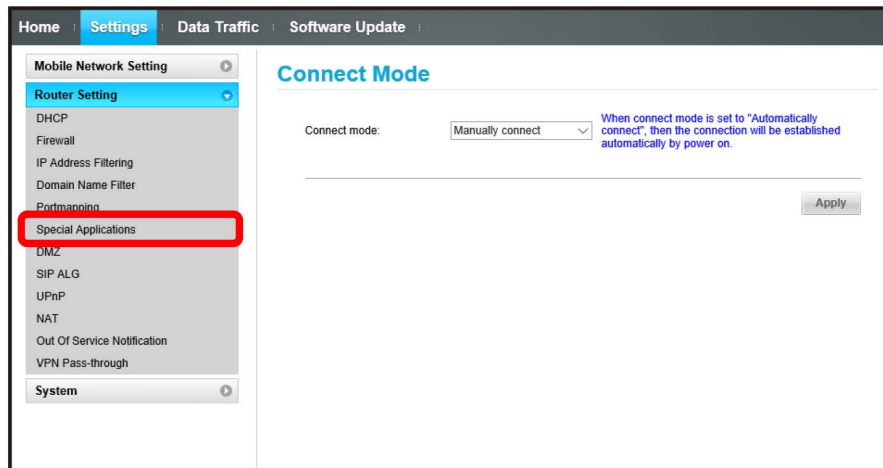 Home Settings Data Traffic Software Update
Mobile Network Setting
Router Setting
DHCP
Firewall
IP Address Filtering
Domain Name Filter
Portmapping
Special Applications
DMZ
SIP ALG
UPnP
NAT
Out Of Service Notification
VPN Pass-through
System
Connect Mode
Connect mode:
Manually connect
When connect mode is set to "Automatically
connect", then the connection will be established
automatically by power on.
Apply